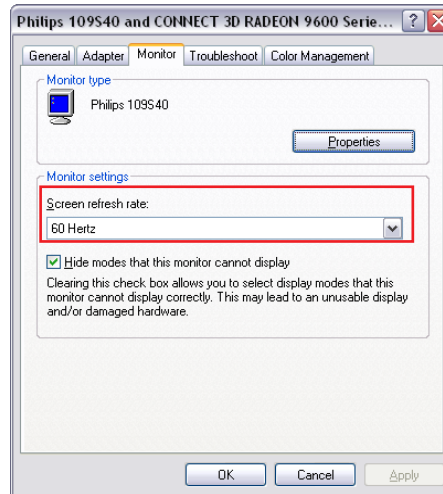 Philips 109S40 and CONNECT 3D RADEON 9600 Serie...
General Adapter Monitor Troubleshoot Color Management
Monitor type
Philips 109S40
Properties
Monitor settings
Screen refresh rate:
60 Hertz
Hide modes that this monitor cannot display
Clearing this check box allows you to select display modes that this
monitor cannot display correctly. This may lead to an unusable display
and/or damaged hardware.
OK Cancel Apply